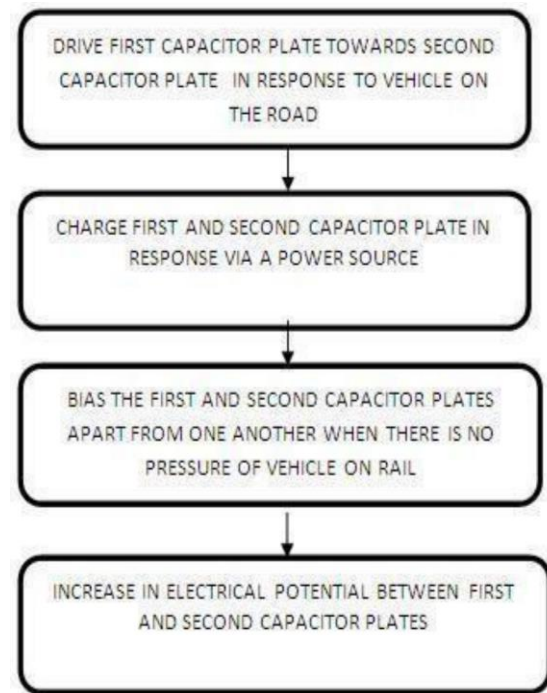 DRIVE FIRST CAPACITOR PLATE TOWARDS SECOND
CAPACITOR PLATE IN RESPONSE TO VEHICLE ON
THE ROAD
CHARGE FIRST AND SECOND CAPACITOR PLATE IN
RESPONSE VIA A POWER SOURCE
BIAS THE FIRST AND SECOND CAPACITOR PLATES
APART FROM ONE ANOTHER WHEN THERE IS NO
PRESSURE OF VEHICLE ON RAIL
INCREASE IN ELECTRICAL POTENTIAL BETWEEN FIRST
AND SECOND CAPACITOR PLATES